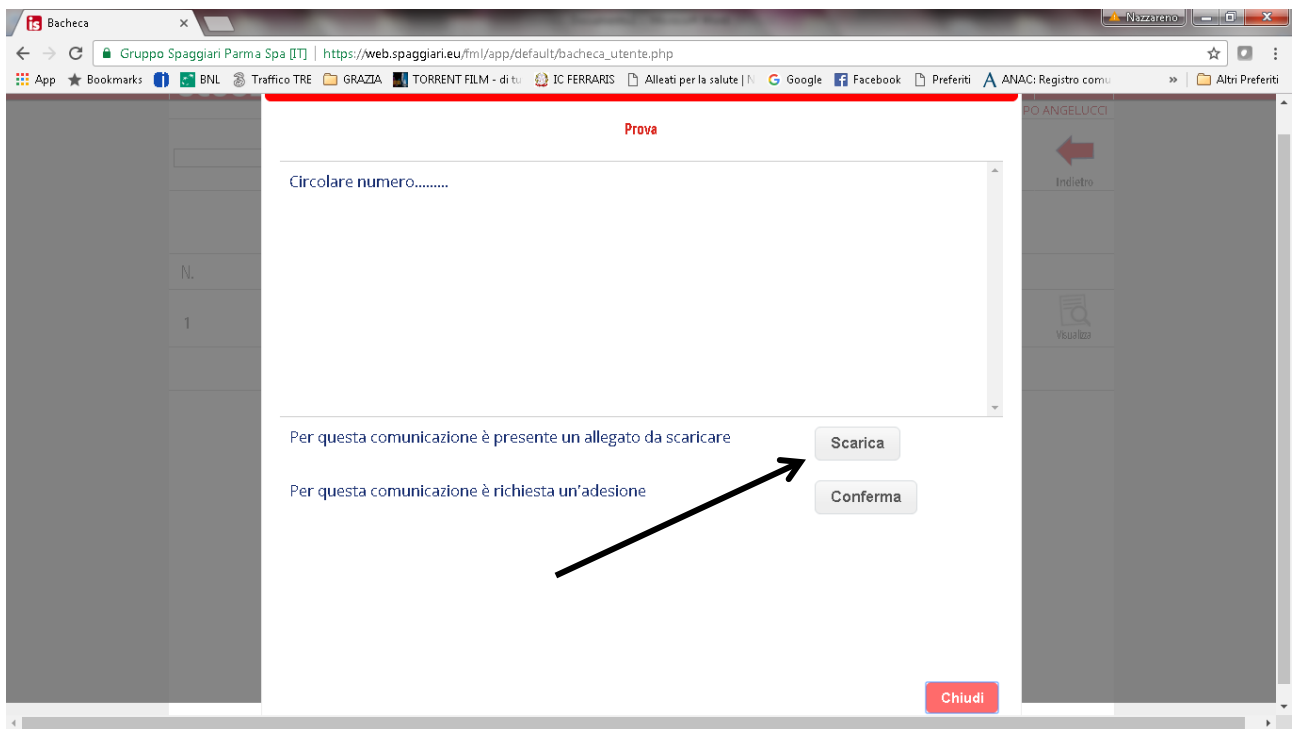 Bacheca
Nazzareno
Gruppo Spaggiari Parma Spa [IT] | https://web.spaggiari.eu/fml/app/default/bacheca_utente.php
App Bookmarks BNL Traffico TRE GRAZIA TORRENT FILM - di tu IC FERRARIS Alleati per la salute | N Google Facebook Preferiti ANAC: Registro comu » Altri Preferiti
PO ANGELUCCI
Prova
Circolare numero.........
Indietro
N.
1
Visualizza
Per questa comunicazione è presente un allegato da scaricare Scarica
Per questa comunicazione è richiesta un'adesione Conferma
Chiudi